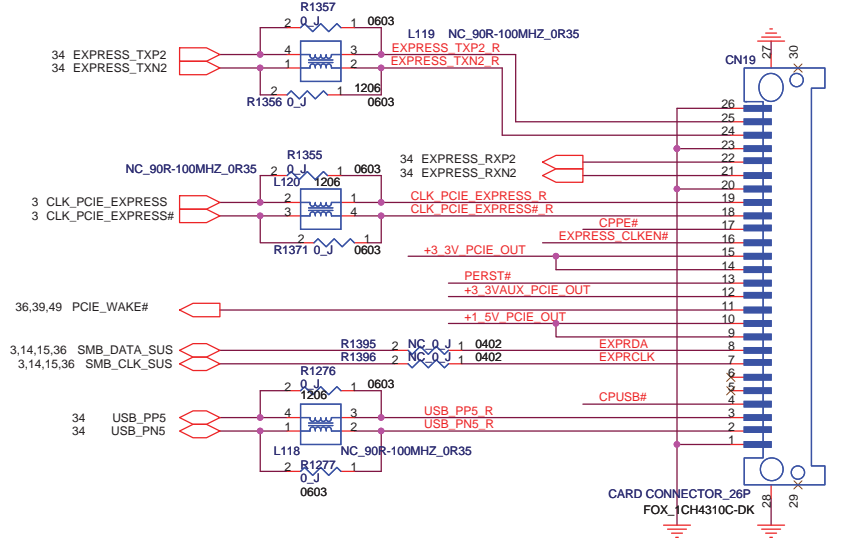 R1357
2 0_J 1 0603
L119 NC_90R-100MHZ_0R35
34 EXPRESS_TXP2 4 3 EXPRESS_TXP2_R
34 EXPRESS_TXN2 1 2 EXPRESS_TXN2_R
2 1 1206
R1356 0_J 0603
CN19
27
30
26
25
24
23
22
21
20
19
18
17
16
15
14
13
12
11
10
9
8
7
6
5
4
3
2
1
R1355
NC_90R-100MHZ_0R35 2 0_J 1 0603
L120 1206
3 CLK_PCIE_EXPRESS 2 1 CLK_PCIE_EXPRESS_R
3 CLK_PCIE_EXPRESS# 3 4 CLK_PCIE_EXPRESS#_R
2 1
R1371 0_J 0603
34 EXPRESS_RXP2
34 EXPRESS_RXN2
CPPE#
EXPRESS_CLKEN#
+3_3V_PCIE_OUT
PERST#
+3_3VAUX_PCIE_OUT
36,39,49 PCIE_WAKE#
+1_5V_PCIE_OUT
3,14,15,36 SMB_DATA_SUS R1395 2 NC_0_J 1 0402 EXPRDA
3,14,15,36 SMB_CLK_SUS R1396 2 NC_0_J 1 0402 EXPRCLK
R1276
2 0_J 1 0603
1206
CPUSB#
34 USB_PP5 4 3 USB_PP5_R
34 USB_PN5 1 2 USB_PN5_R
L118 NC_90R-100MHZ_0R35
2 R1277 1
0_J
0603
CARD CONNECTOR_26P
FOX_1CH4310C-DK
28
29